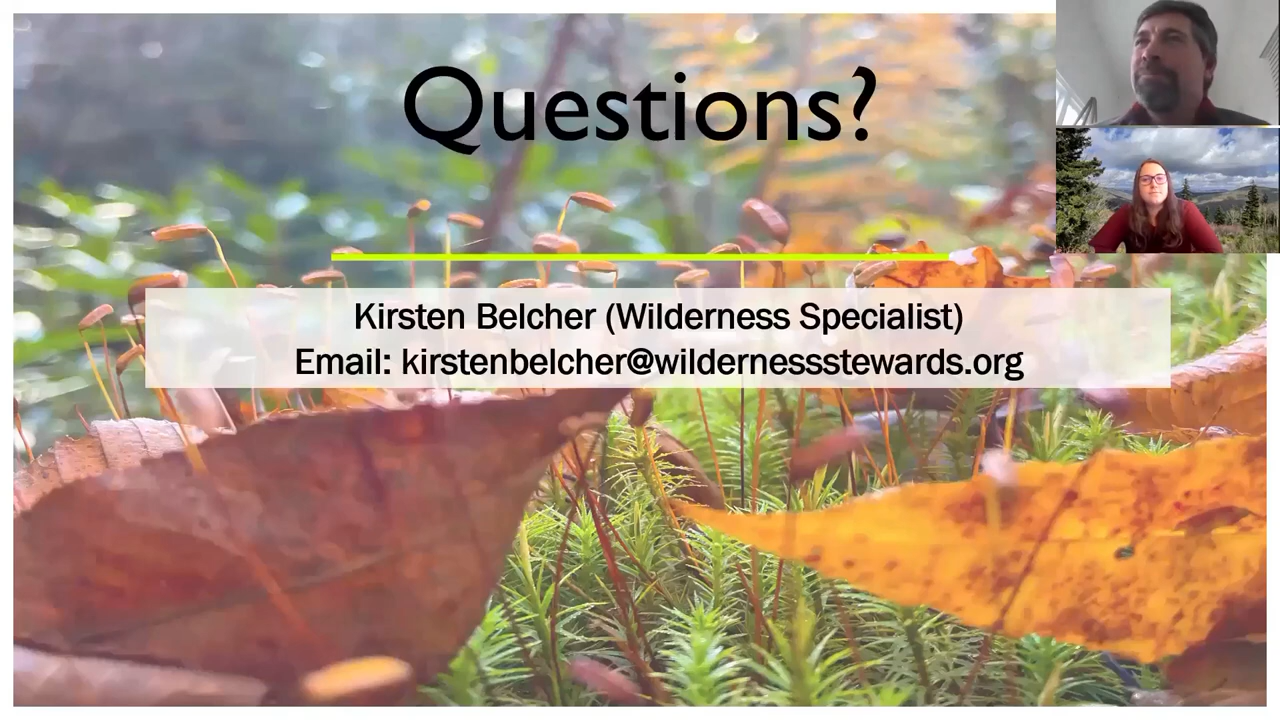 Questions?
Kirsten Belcher (Wilderness Specialist)
Email: kirstenbelcher@wildernessstewards.org